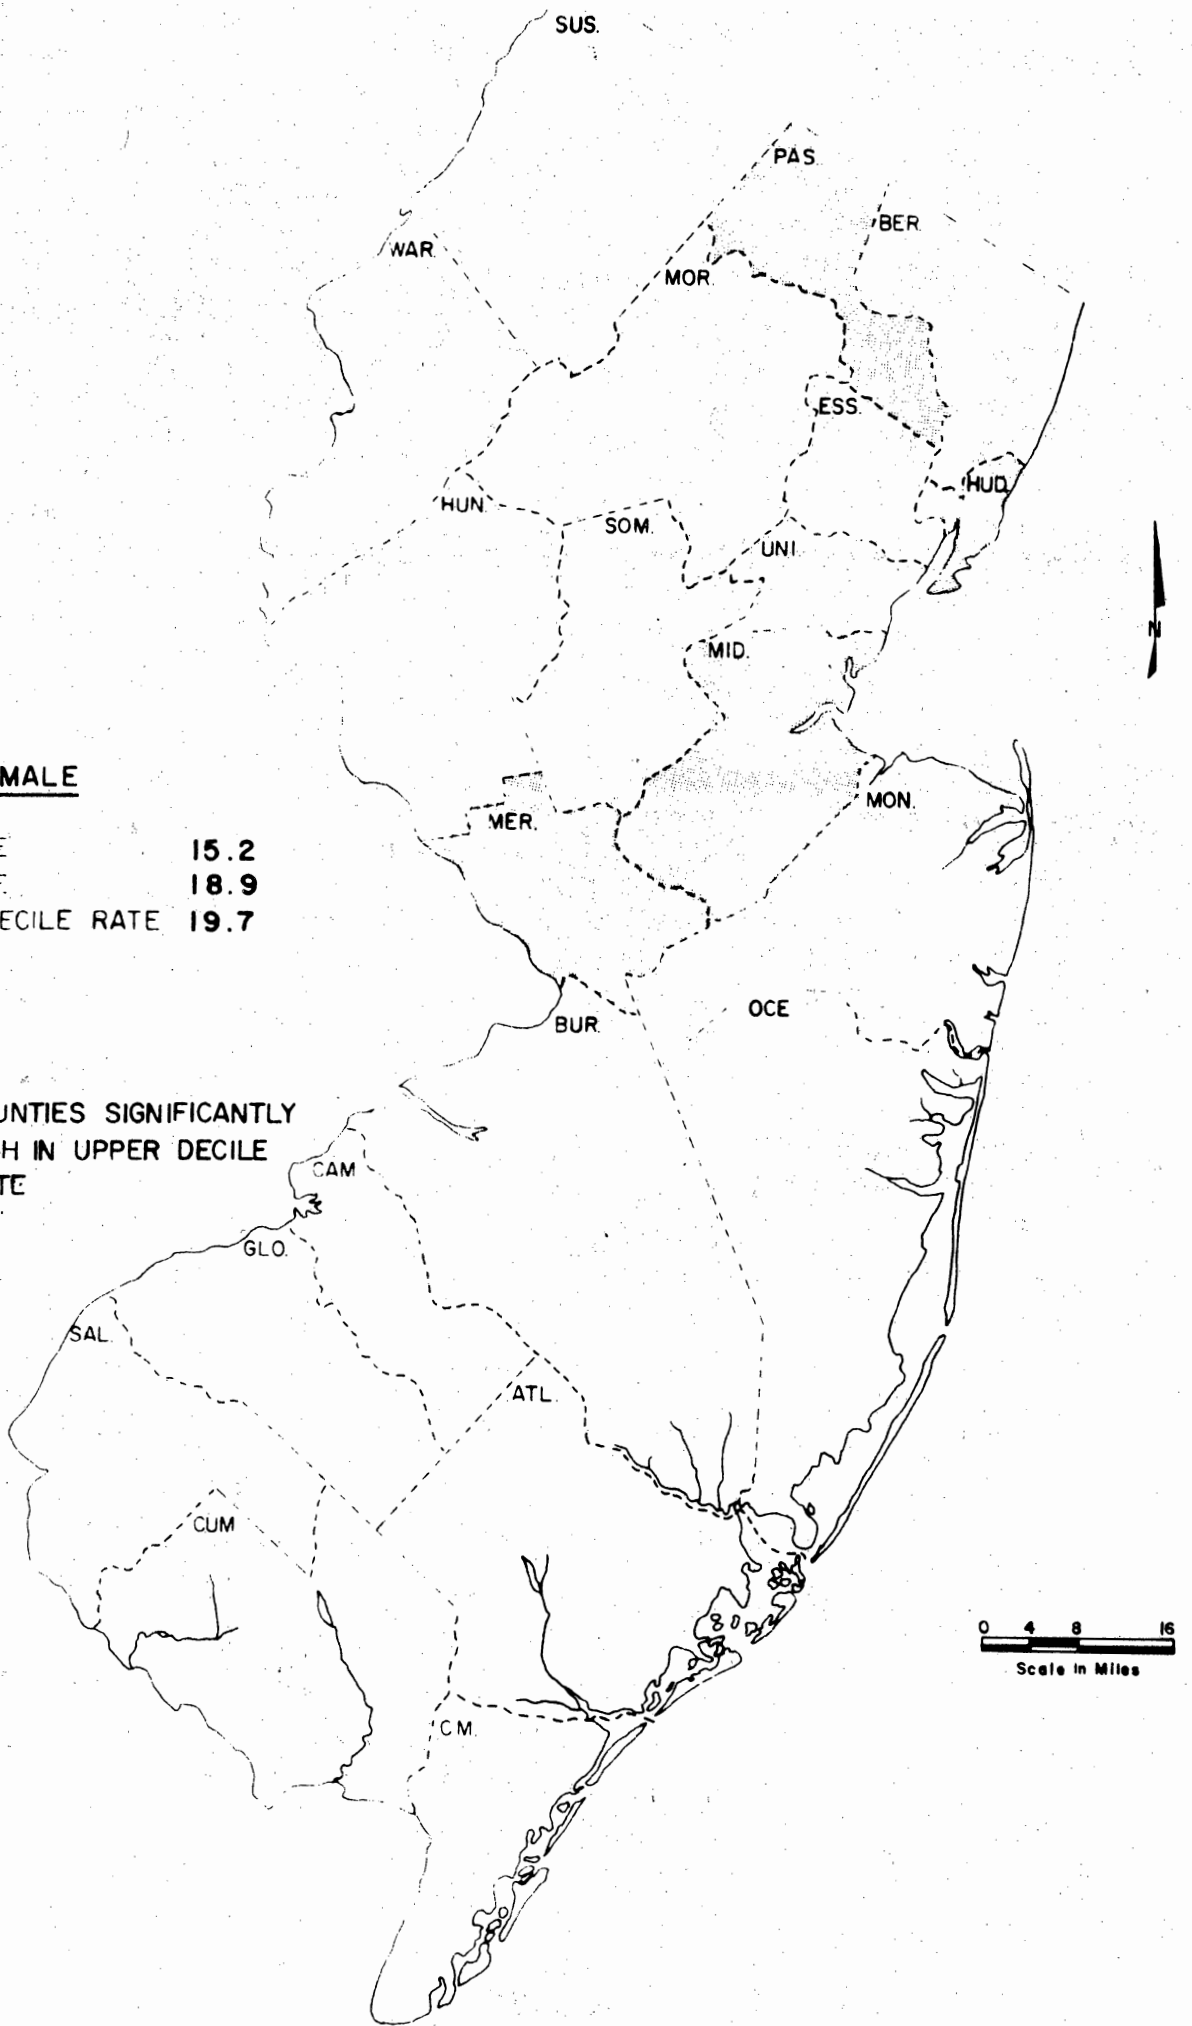 SUS.
PAS.
BER.
WAR.
MOR.
ESS.
HUD.
HUN.
SOM.
UNI.
N
MID.
MALE
MON.
MER.
E 15.2
18.9
ECILE RATE 19.7
OCE
BUR.
UNTIES SIGNIFICANTLY
H IN UPPER DECILE
TE
CAM
GLO.
SAL.
ATL.
CUM
0 4 8 16
Scale In Miles
C M.